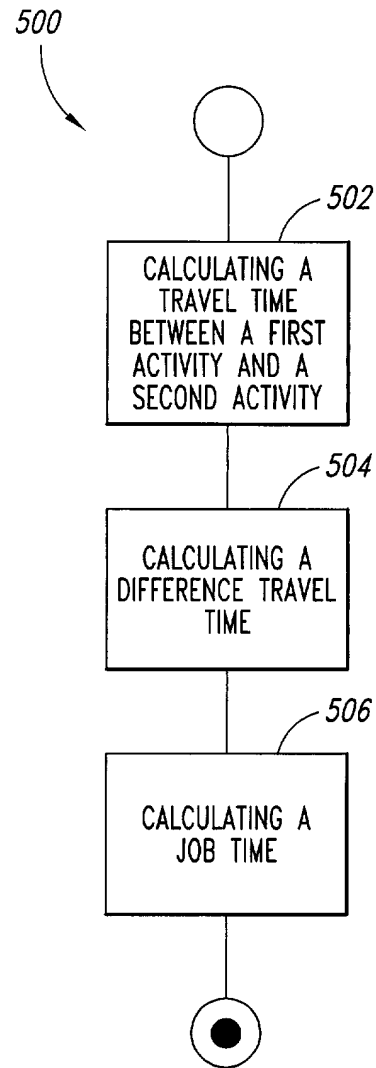 500
502
CALCULATING A
TRAVEL TIME
BETWEEN A FIRST
ACTIVITY AND A
SECOND ACTIVITY
504
CALCULATING A
DIFFERENCE TRAVEL
TIME
506
CALCULATING A
JOB TIME